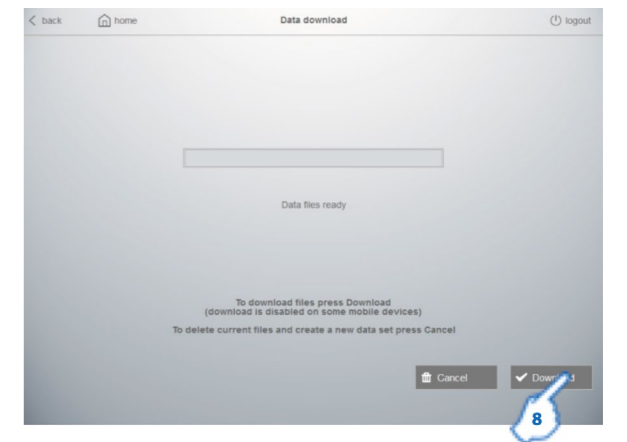 back home Data download logout
Data files ready
To download files press Download
(download is disabled on some mobile devices)
To delete current files and create a new data set press Cancel
Cancel Download
8